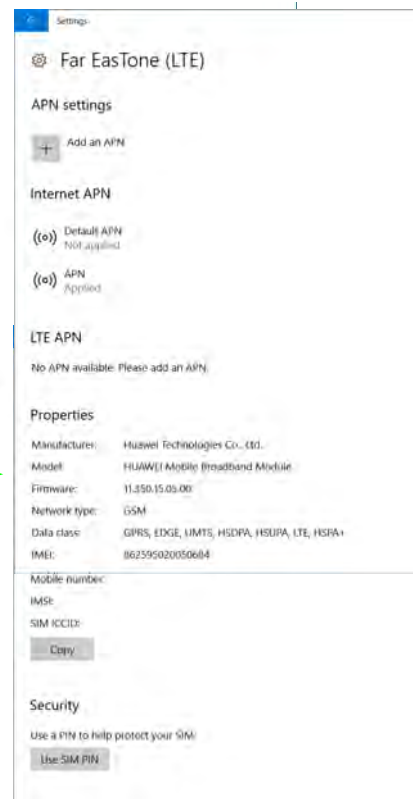 Settings
Far EasTone (LTE)
APN settings
+ Add an APN
Internet APN
Default APN
Not applied
APN
Applied
LTE APN
No APN available. Please add an APN.
Properties
Manufacturer: Huawei Technologies Co., Ltd.
Model: HUAWEI Mobile Broadband Module
Firmware: 11.350.15.05.00
Network type: GSM
Data class: GPRS, EDGE, UMTS, HSDPA, HSUPA, LTE, HSPA+
IMEI: 862595020050684
Mobile number:
IMSI:
SIM ICCID:
Copy
Security
Use a PIN to help protect your SIM.
Use SIM PIN